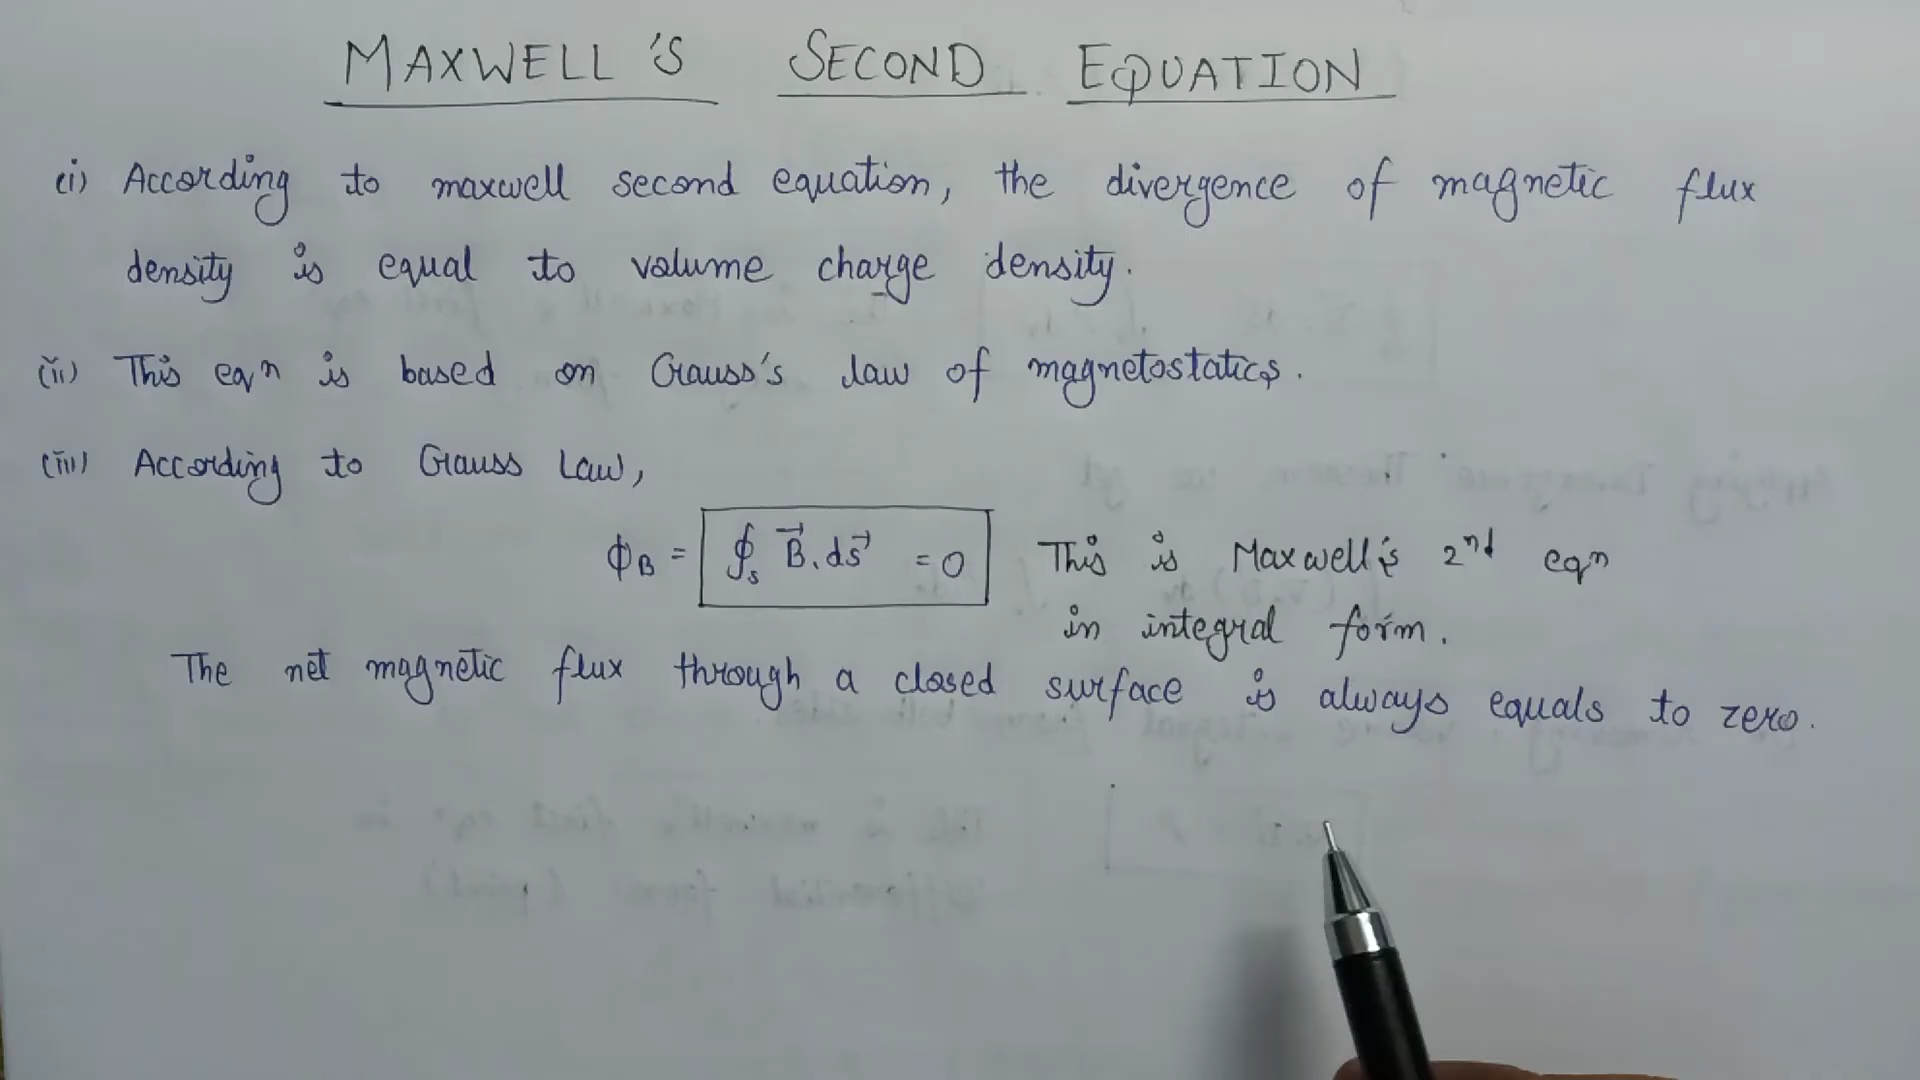 MAXWELL'S SECOND EQUATION
(i) According to maxwell second equation, the divergence of magnetic flux
density is equal to volume charge density.
(ii) This eqn is based on Gauss's law of magnetostatics.
(iii) According to Gauss Law,
ϕB = ∮s B⃗. ds⃗ = 0 This is Maxwell's 2nd eqn
in integral form.
The net magnetic flux through a closed surface is always equals to zero.